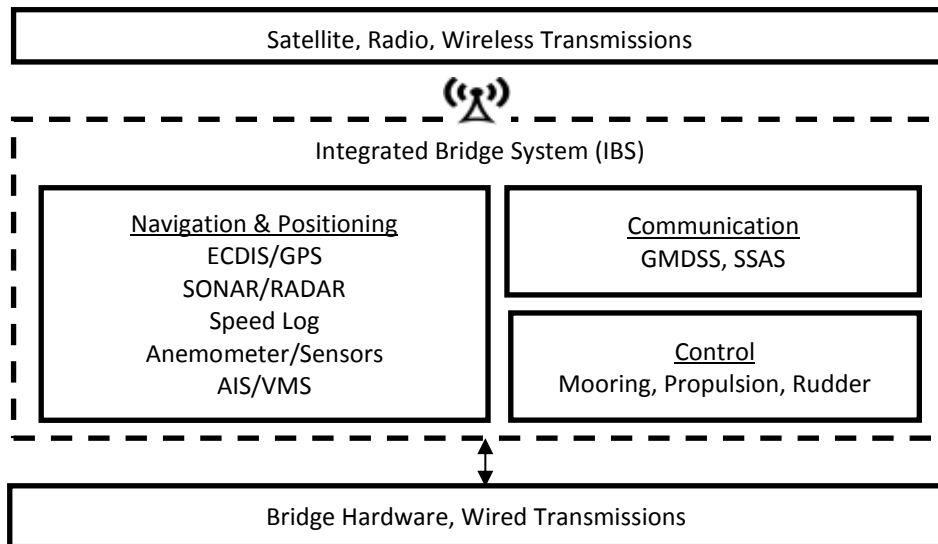 Satellite, Radio, Wireless Transmissions
Integrated Bridge System (IBS)
Navigation & Positioning
ECDIS/GPS
SONAR/RADAR
Speed Log
Anemometer/Sensors
AIS/VMS
Communication
GMDSS, SSAS
Control
Mooring, Propulsion, Rudder
Bridge Hardware, Wired Transmissions